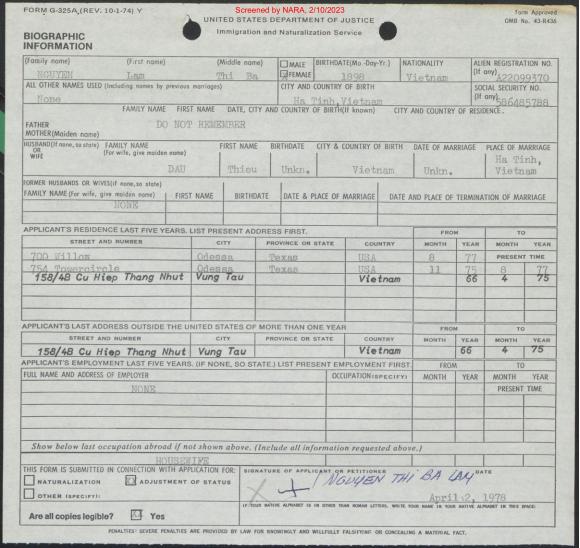 Screened by NARA, 2/10/2023
FORM G-325A (REV. 10-1-74) Y
UNITED STATES DEPARTMENT OF JUSTICE
Form Approved
OMB No. 43-R436
Immigration and Naturalization Service
BIOGRAPHIC
INFORMATION
(Family name) (First name) (Middle name) MALE FEMALE BIRTHDATE(Mo.-Day-Yr.) NATIONALITY ALIEN REGISTRATION NO. (If any)
NGUYEN Lam Thi Ba 1898 Vietnam A22099370
ALL OTHER NAMES USED (Including names by previous marriages) CITY AND COUNTRY OF BIRTH SOCIAL SECURITY NO. (If any)
None Ha Tinh, Vietnam 586485788
FAMILY NAME FIRST NAME DATE, CITY AND COUNTRY OF BIRTH(If known) CITY AND COUNTRY OF RESIDENCE.
FATHER DO NOT REMEMBER
MOTHER(Maiden name)
HUSBAND(If none, so state) OR WIFE FAMILY NAME (For wife, give maiden name) FIRST NAME BIRTHDATE CITY & COUNTRY OF BIRTH DATE OF MARRIAGE PLACE OF MARRIAGE
DAU Thieu Unkn. Vietnam Unkn. Ha Tinh, Vietnam
FORMER HUSBANDS OR WIVES(if none, so state)
FAMILY NAME (For wife, give maiden name) FIRST NAME BIRTHDATE DATE & PLACE OF MARRIAGE DATE AND PLACE OF TERMINATION OF MARRIAGE
NONE
APPLICANT'S RESIDENCE LAST FIVE YEARS. LIST PRESENT ADDRESS FIRST. FROM TO
STREET AND NUMBER CITY PROVINCE OR STATE COUNTRY MONTH YEAR MONTH YEAR
700 Willow Odessa Texas USA 8 77 PRESENT TIME
754 Towercircle Odessa Texas USA 11 75 8 77
158/4B Cu Hiep Thang Nhut Vung Tau Vietnam 66 4 75
APPLICANT'S LAST ADDRESS OUTSIDE THE UNITED STATES OF MORE THAN ONE YEAR FROM TO
STREET AND NUMBER CITY PROVINCE OR STATE COUNTRY MONTH YEAR MONTH YEAR
158/4B Cu Hiep Thang Nhut Vung Tau Vietnam 66 4 75
APPLICANT'S EMPLOYMENT LAST FIVE YEARS. (IF NONE, SO STATE.) LIST PRESENT EMPLOYMENT FIRST. FROM TO
FULL NAME AND ADDRESS OF EMPLOYER OCCUPATION(SPECIFY) MONTH YEAR MONTH YEAR
NONE PRESENT TIME
Show below last occupation abroad if not shown above. (Include all information requested above.)
HOUSEWIFE
THIS FORM IS SUBMITTED IN CONNECTION WITH APPLICATION FOR: SIGNATURE OF APPLICANT OR PETITIONER DATE
NATURALIZATION ADJUSTMENT OF STATUS
NGUYEN THI BA LAM
OTHER (SPECIFY):
April 2, 1978
IF YOUR NATIVE ALPHABET IS IN OTHER THAN ROMAN LETTERS, WRITE YOUR NAME IN YOUR NATIVE ALPHABET IN THIS SPACE:
Are all copies legible? Yes
PENALTIES: SEVERE PENALTIES ARE PROVIDED BY LAW FOR KNOWINGLY AND WILLFULLY FALSIFYING OR CONCEALING A MATERIAL FACT.